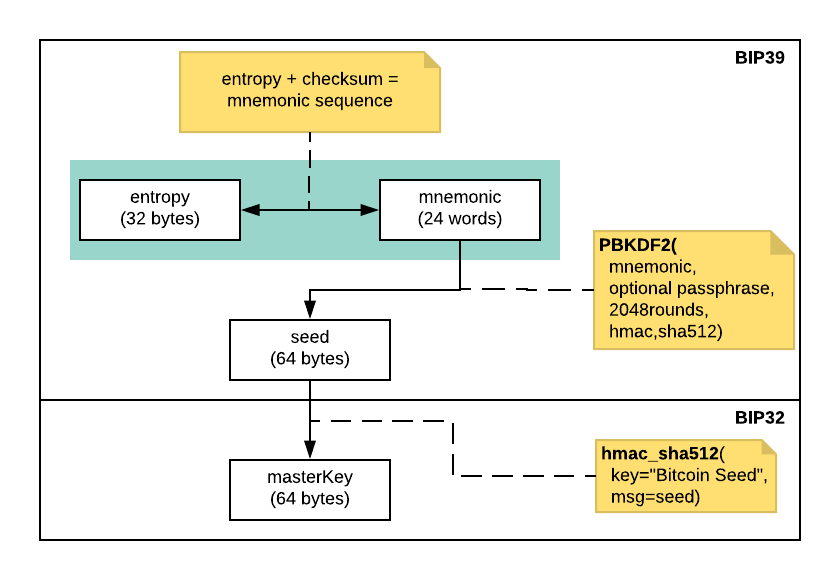 BIP39
entropy + checksum =
mnemonic sequence
entropy
(32 bytes)
mnemonic
(24 words)
PBKDF2(
mnemonic,
optional passphrase,
2048rounds,
hmac,sha512)
seed
(64 bytes)
BIP32
hmac_sha512(
key="Bitcoin Seed",
msg=seed)
masterKey
(64 bytes)